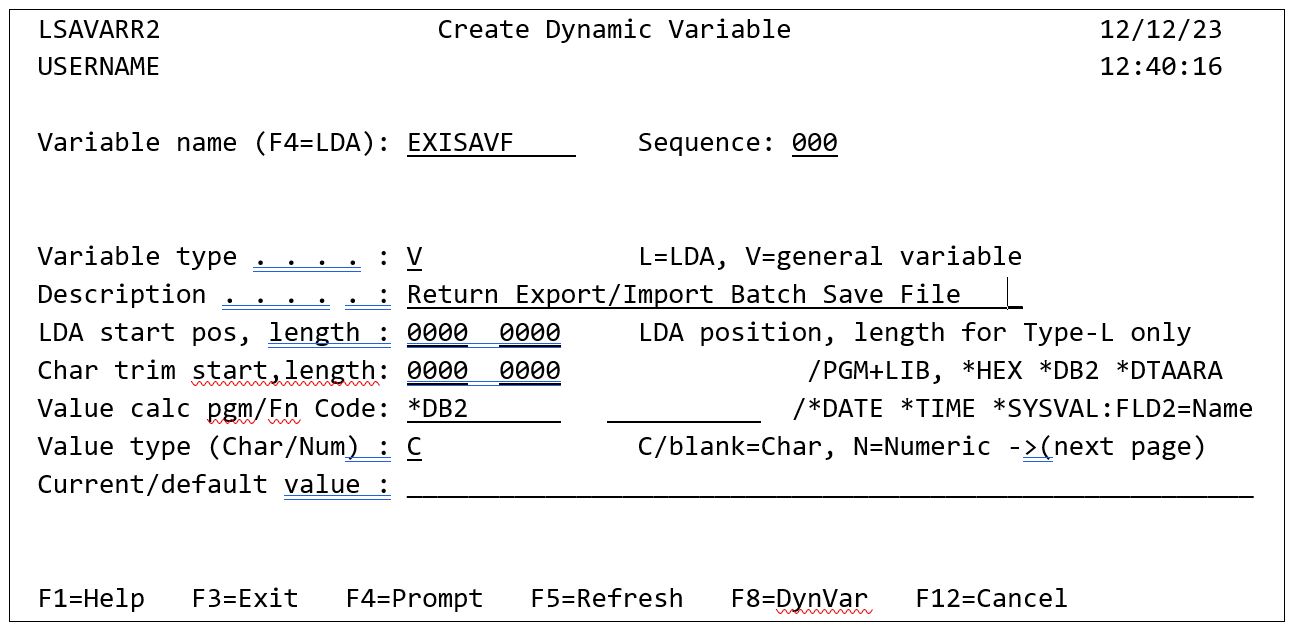 LSAVARR2 Create Dynamic Variable 12/12/23
USERNAME 12:40:16
Variable name (F4=LDA): EXISAVF Sequence: 000
Variable type . . . . : V L=LDA, V=general variable
Description . . . . . : Return Export/Import Batch Save File
LDA start pos, length : 0000 0000 LDA position, length for Type-L only
Char trim start,length: 0000 0000 /PGM+LIB, *HEX *DB2 *DTAARA
Value calc pgm/Fn Code: *DB2 /*DATE *TIME *SYSVAL:FLD2=Name
Value type (Char/Num) : C C/blank=Char, N=Numeric ->(next page)
Current/default value :
F1=Help F3=Exit F4=Prompt F5=Refresh F8=DynVar F12=Cancel